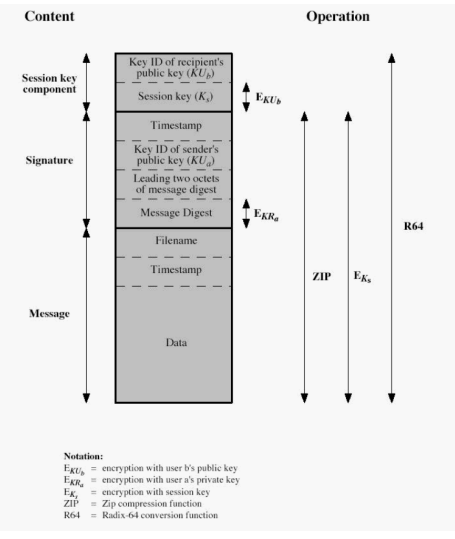 Content
Operation
Session key
component
Key ID of recipient's
public key (KUb)
Session key (Ks)
EKUb
Signature
Timestamp
Key ID of sender's
public key (KUa)
Leading two octets
of message digest
Message Digest
EKRa
R64
Message
Filename
Timestamp
Data
ZIP
EKs
Notation:
EKUb = encryption with user b's public key
EKRa = encryption with user a's private key
EKs = encryption with session key
ZIP = Zip compression function
R64 = Radix-64 conversion function